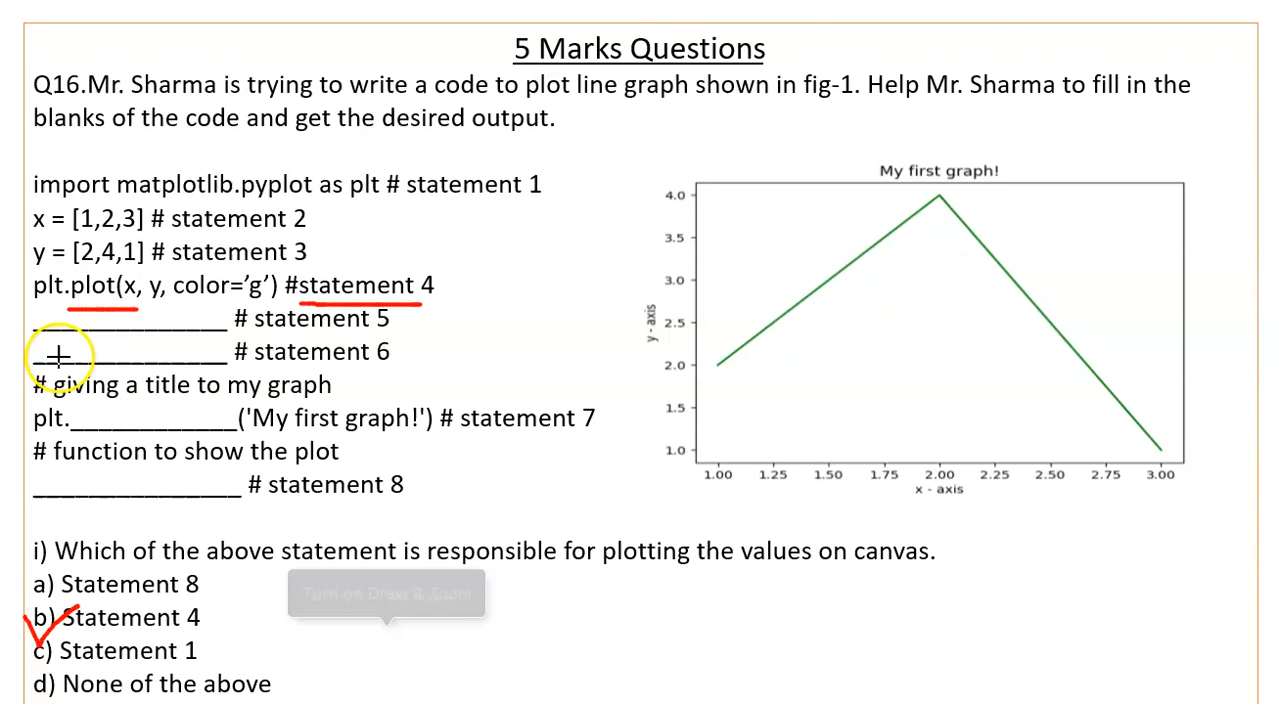 5 Marks Questions
Q16.Mr. Sharma is trying to write a code to plot line graph shown in fig-1. Help Mr. Sharma to fill in the
blanks of the code and get the desired output.
import matplotlib.pyplot as plt # statement 1
x = [1,2,3] # statement 2
y = [2,4,1] # statement 3
plt.plot(x, y, color=’g’) #statement 4
______________ # statement 5
______________ # statement 6
# giving a title to my graph
plt.____________('My first graph!') # statement 7
# function to show the plot
_______________ # statement 8
My first graph!
4.0
3.5
3.0
2.5
2.0
1.5
1.0
y - axis
1.00 1.25 1.50 1.75 2.00 2.25 2.50 2.75 3.00
x - axis
i) Which of the above statement is responsible for plotting the values on canvas.
a) Statement 8
Turn on Draw & Zoom
b) Statement 4
c) Statement 1
d) None of the above